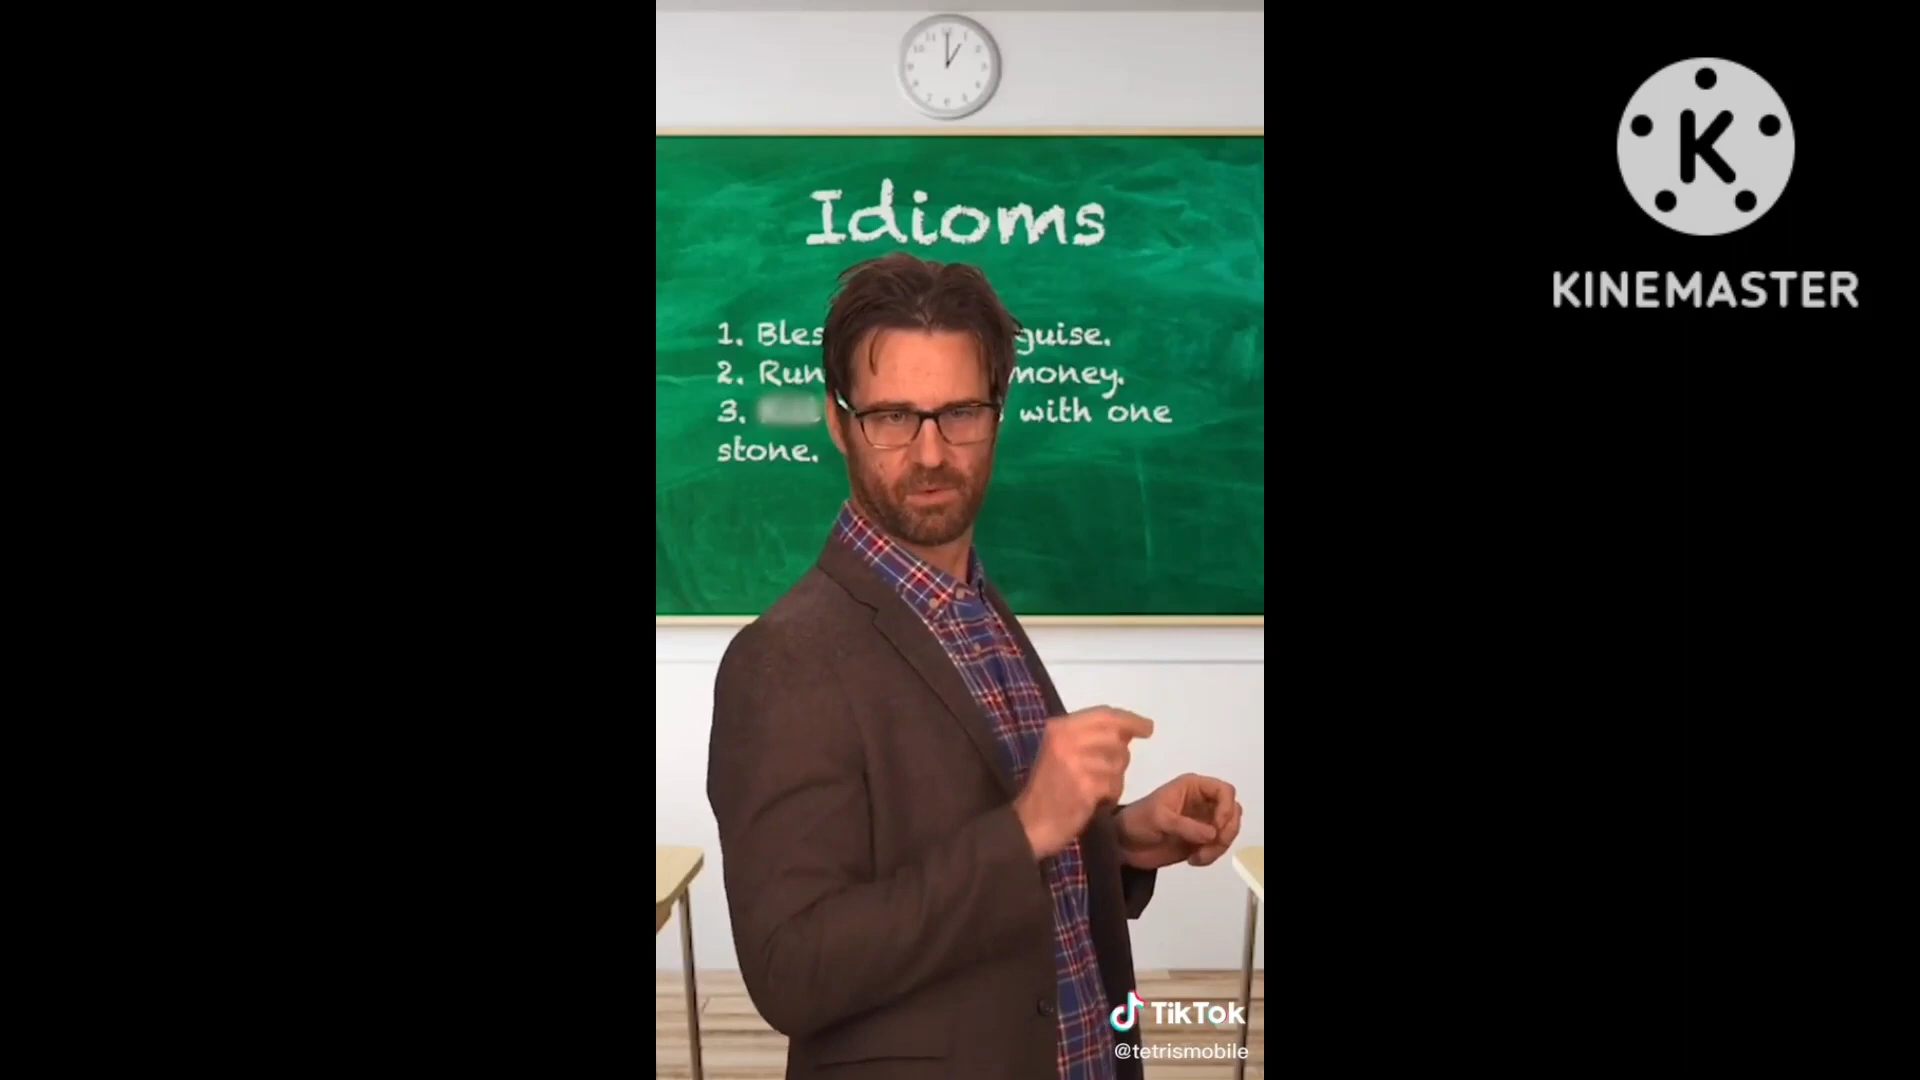 Idioms
1. Bles guise.
2. Run money.
3. with one
stone.
K
KINEMASTER
TikTok
@tetrismobile